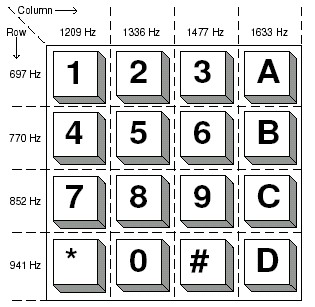 Column
Row
1209 Hz 1336 Hz 1477 Hz 1633 Hz
697 Hz 1 2 3 A
770 Hz 4 5 6 B
852 Hz 7 8 9 C
941 Hz * 0 # D